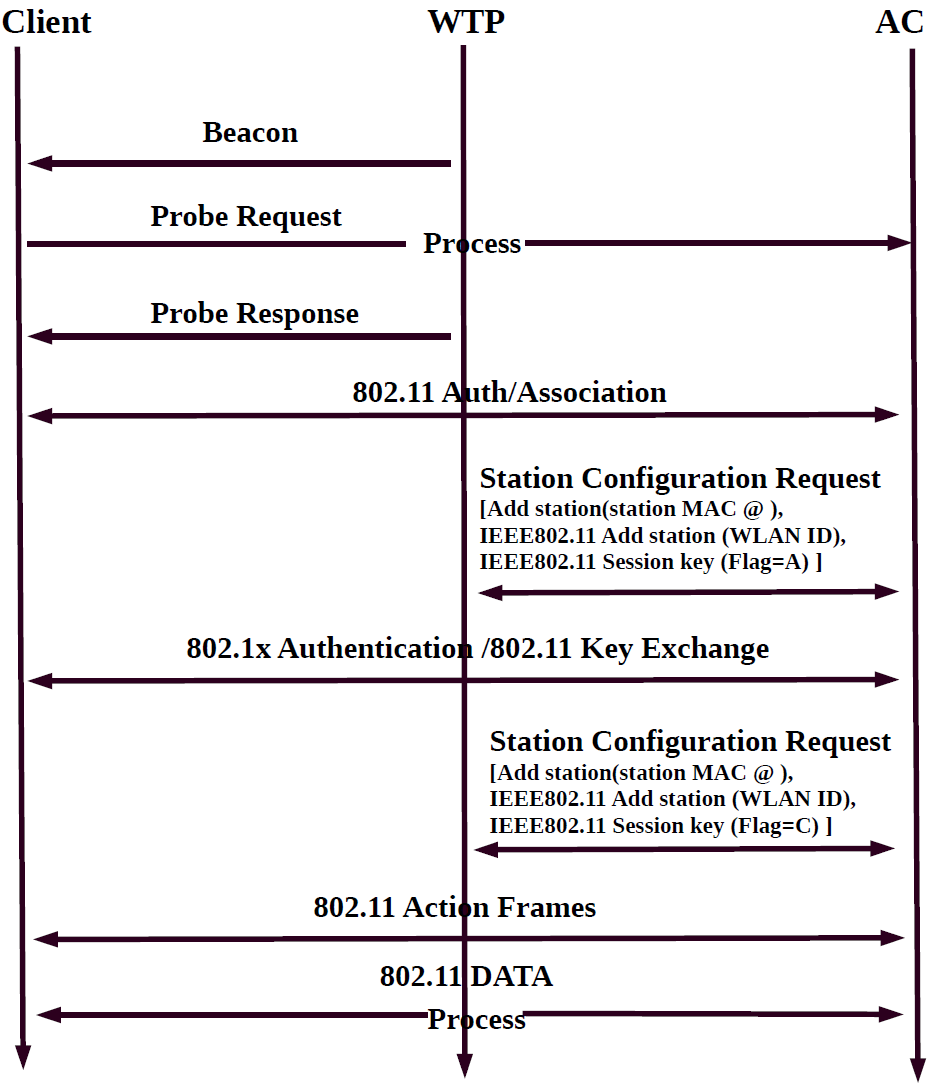 Client WTP AC
Beacon
Probe Request
Process
Probe Response
802.11 Auth/Association
Station Configuration Request
[Add station(station MAC @ ),
IEEE802.11 Add station (WLAN ID),
IEEE802.11 Session key (Flag=A) ]
802.1x Authentication /802.11 Key Exchange
Station Configuration Request
[Add station(station MAC @ ),
IEEE802.11 Add station (WLAN ID),
IEEE802.11 Session key (Flag=C) ]
802.11 Action Frames
802.11 DATA
Process